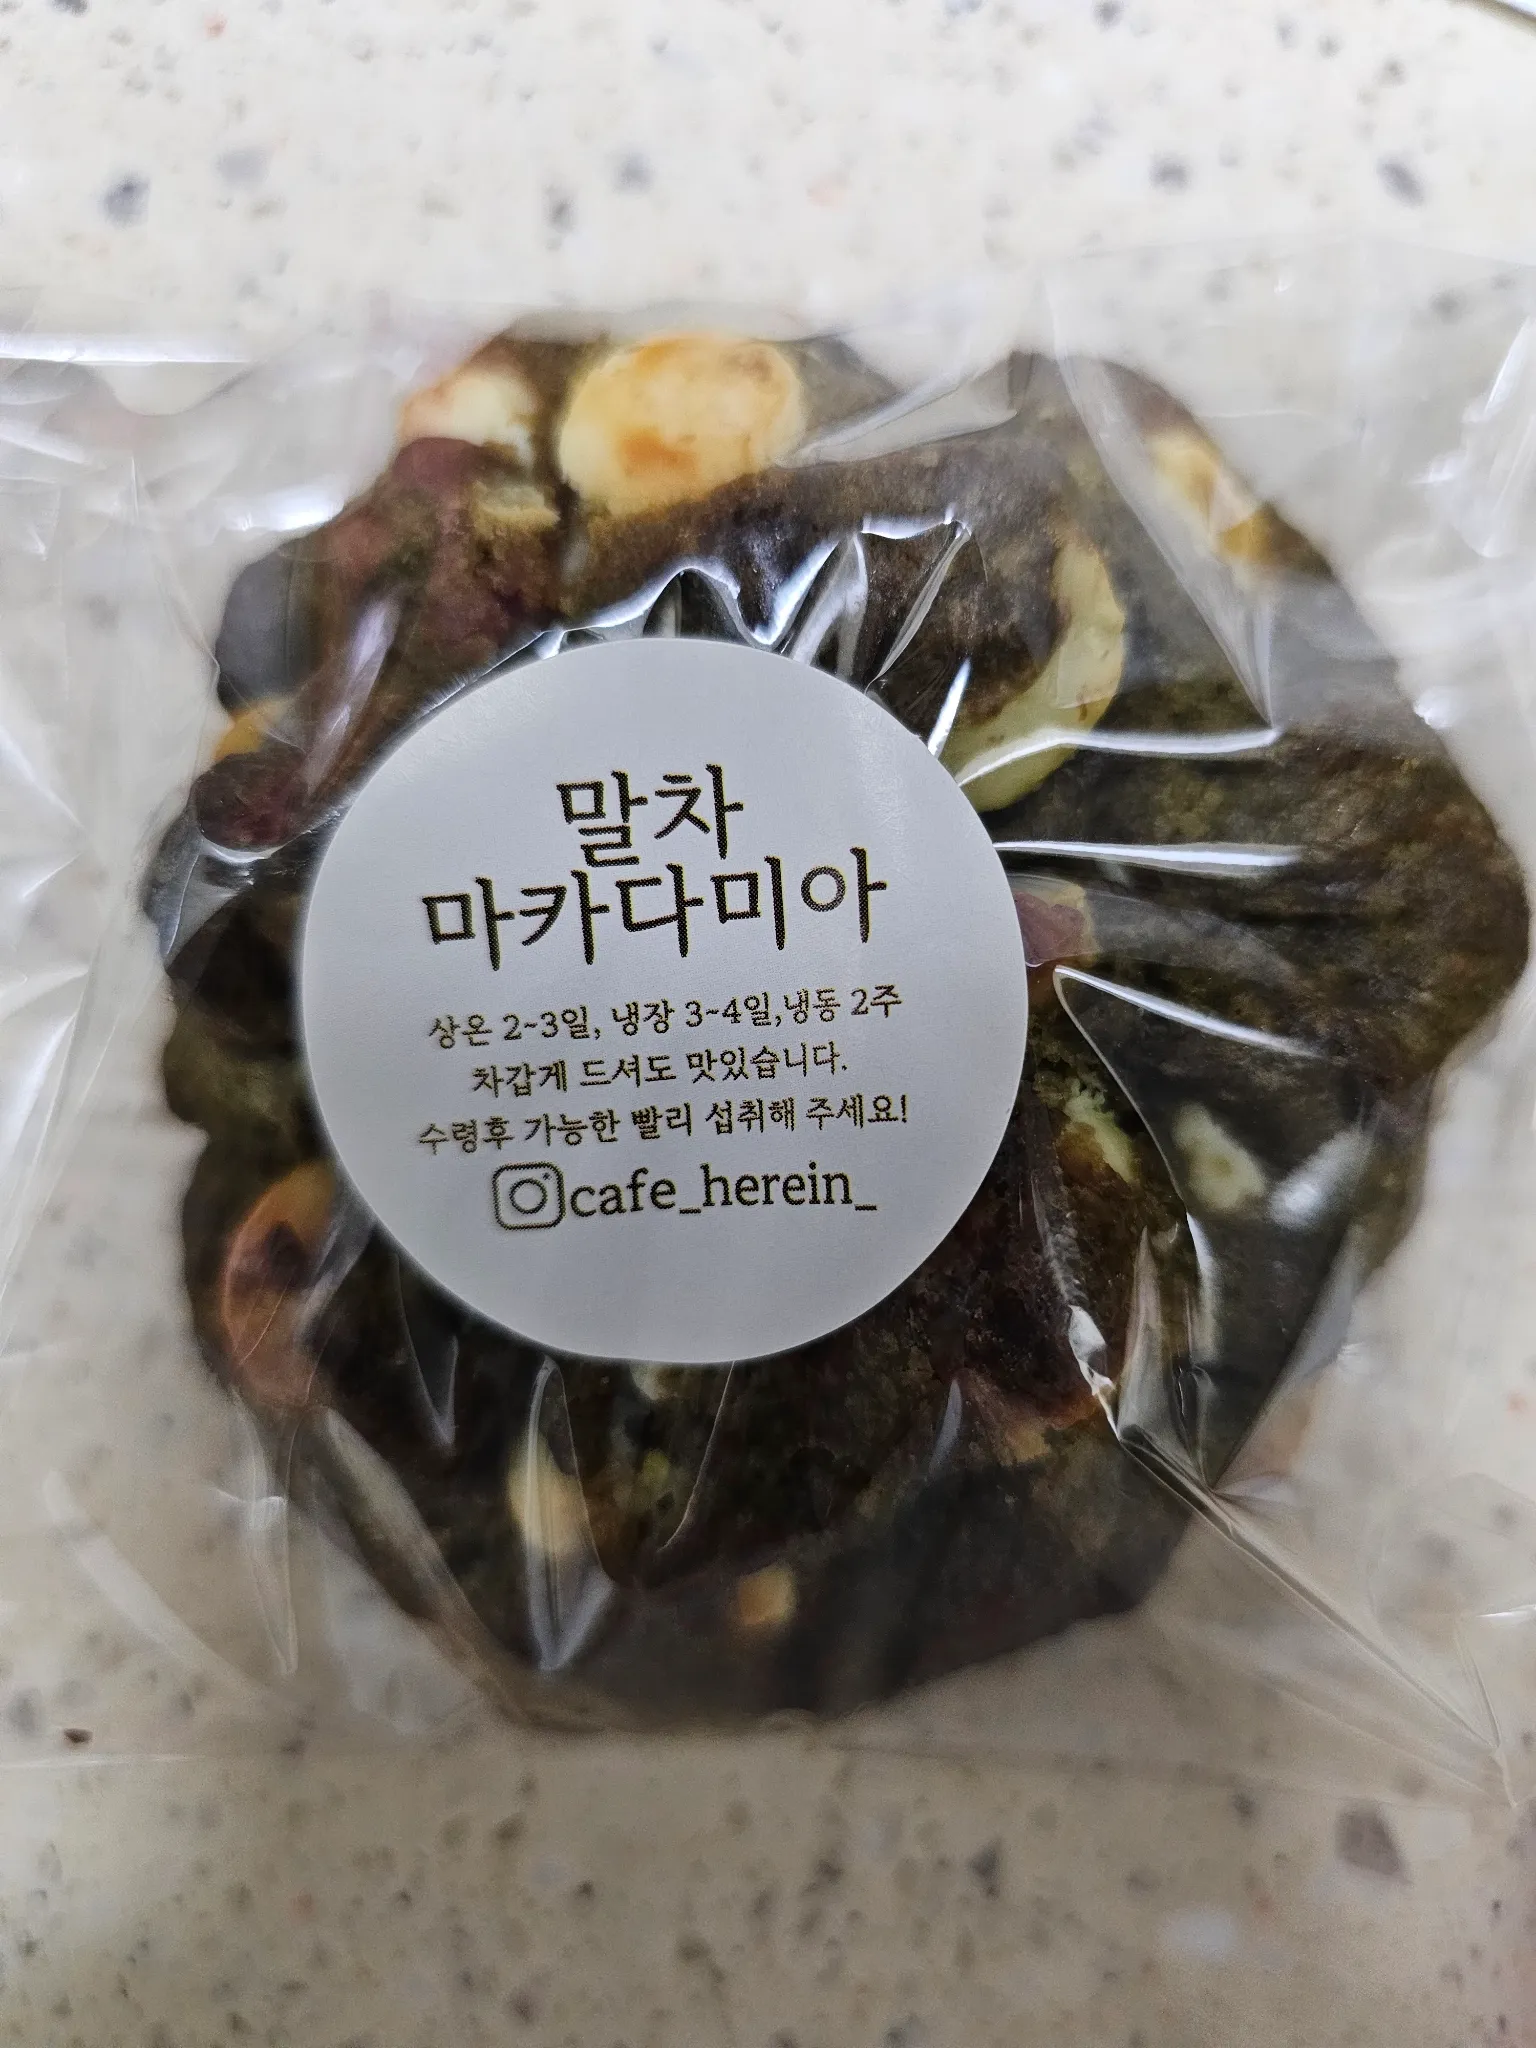 말차
마카다미아
상온 2~3일, 냉장 3~4일,냉동 2주
차갑게 드셔도 맛있습니다.
수령후 가능한 빨리 섭취해 주세요!
cafe_herein_